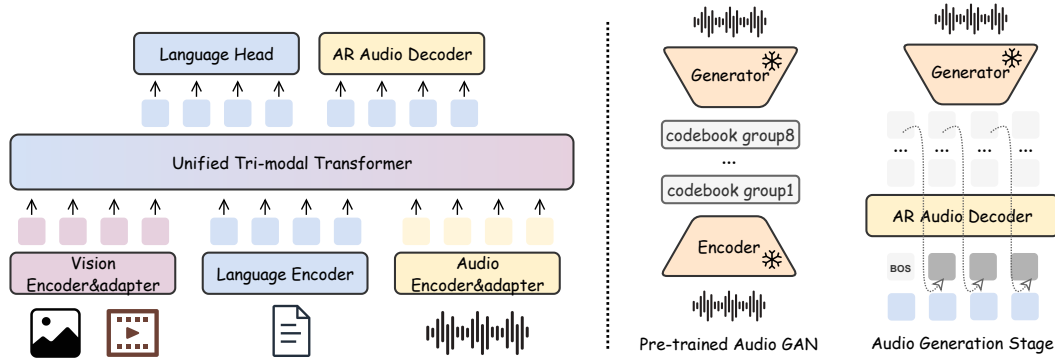 Language Head
AR Audio Decoder
Unified Tri-modal Transformer
Vision
Encoder&adapter
Language Encoder
Audio
Encoder&adapter
Generator
codebook group8
...
codebook group1
Encoder
Pre-trained Audio GAN
Generator
... ... ... ...
AR Audio Decoder
BOS
Audio Generation Stage